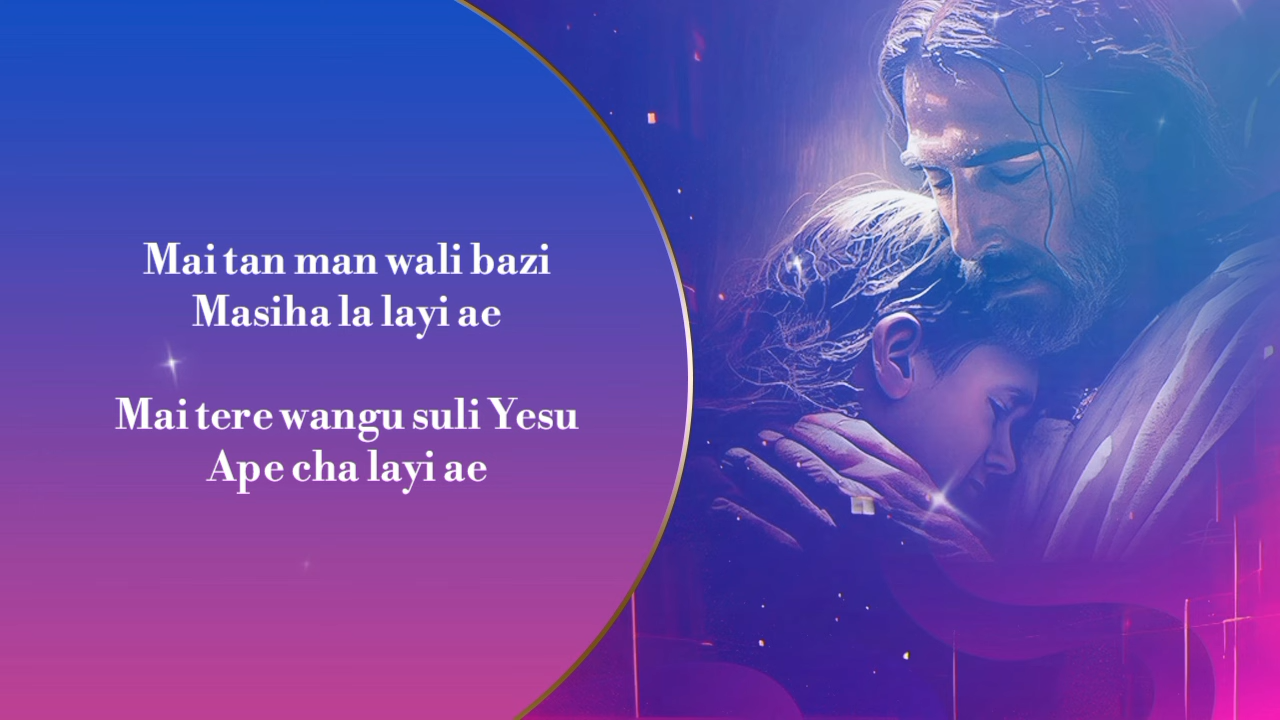 Mai tan man wali bazi
Masiha la layi ae
Mai tere wangu suli Yesu
Ape cha layi ae